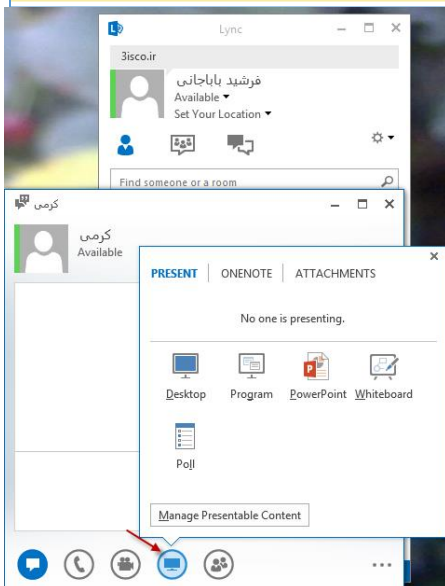 Lync
3isco.ir
فرشید باباجانی
Available
Set Your Location
Find someone or a room
کرمی
کرمی
Available
PRESENT
ONENOTE
ATTACHMENTS
No one is presenting.
Desktop
Program
PowerPoint
Whiteboard
Poll
Manage Presentable Content